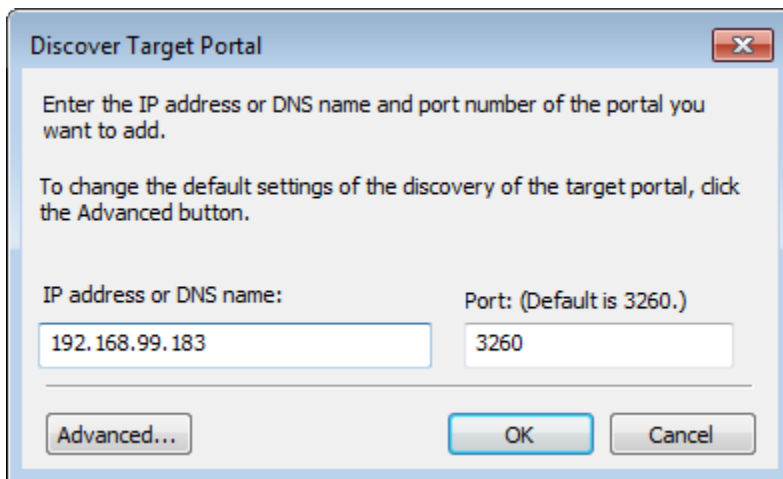 Discover Target Portal
Enter the IP address or DNS name and port number of the portal you
want to add.
To change the default settings of the discovery of the target portal, click
the Advanced button.
IP address or DNS name:
Port: (Default is 3260.)
192.168.99.183
3260
Advanced...
OK
Cancel